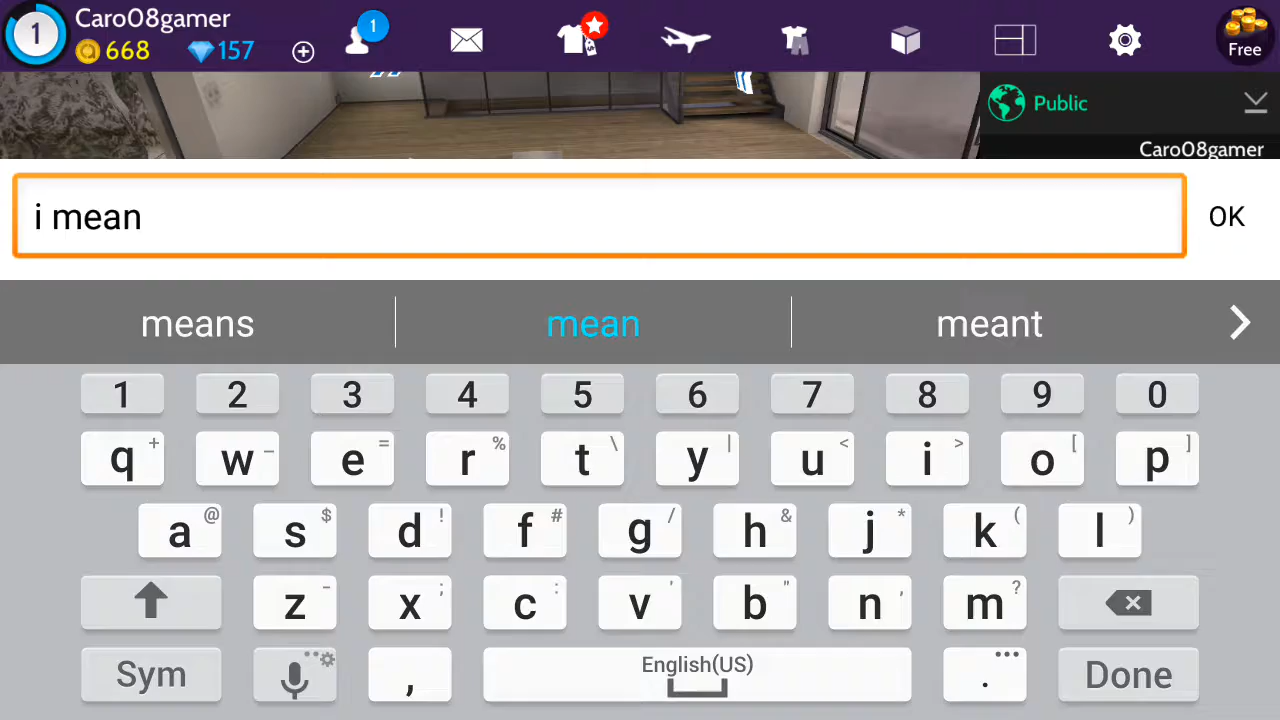 1 Caro08gamer 1
668 157 Free
Public
Caro08gamer
i mean OK
means mean meant
1 2 3 4 5 6 7 8 9 0
q + w - e = r % t \ y | u < i > o [ p ]
a @ s $ d ! f # g / h & j * k ( l )
z - x ; c : v ' b " n , m ?
Sym , English(US) . Done